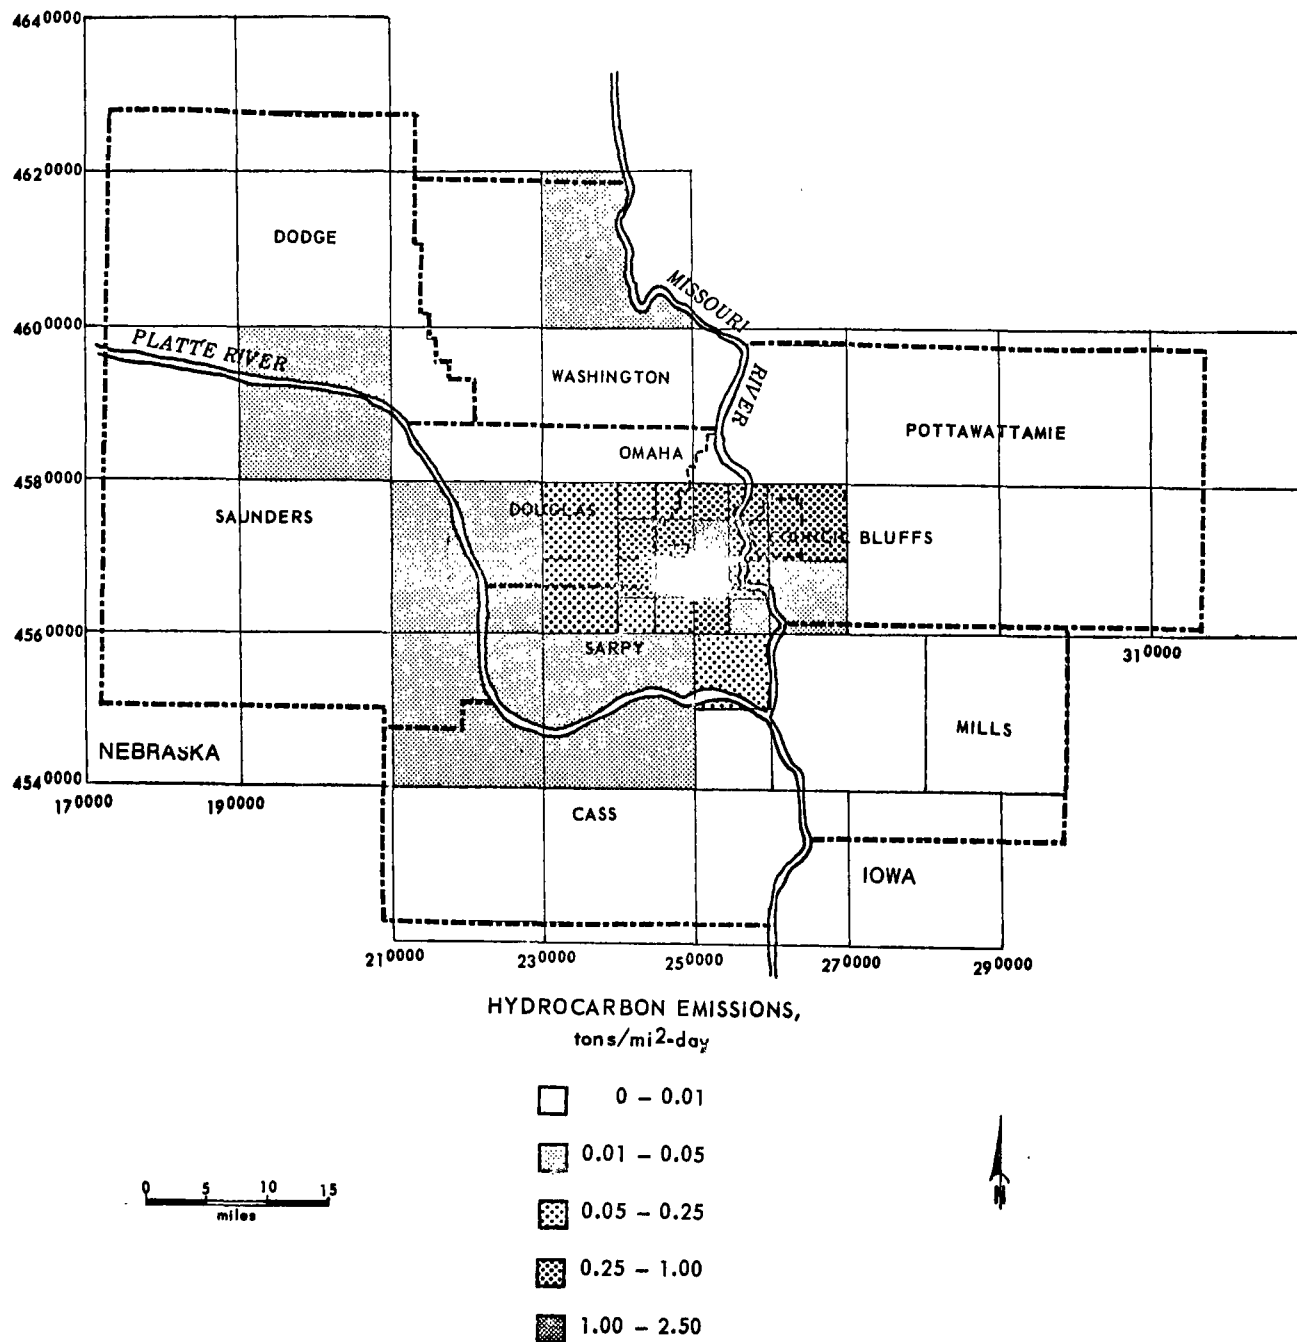 4640000
4620000
DODGE
MISSOURI
RIVER
4600000
PLATTE RIVER
WASHINGTON
POTTAWATTAMIE
OMAHA
4580000
SAUNDERS
DOUGLAS
BLUFFS
4560000
SARPY
310000
MILLS
NEBRASKA
4540000
170000
190000
CASS
IOWA
210000
230000
250000
270000
290000
HYDROCARBON EMISSIONS,
tons/mi2-day
0 – 0.01
0.01 – 0.05
0.05 – 0.25
0.25 – 1.00
1.00 – 2.50
0 5 10 15
miles
N